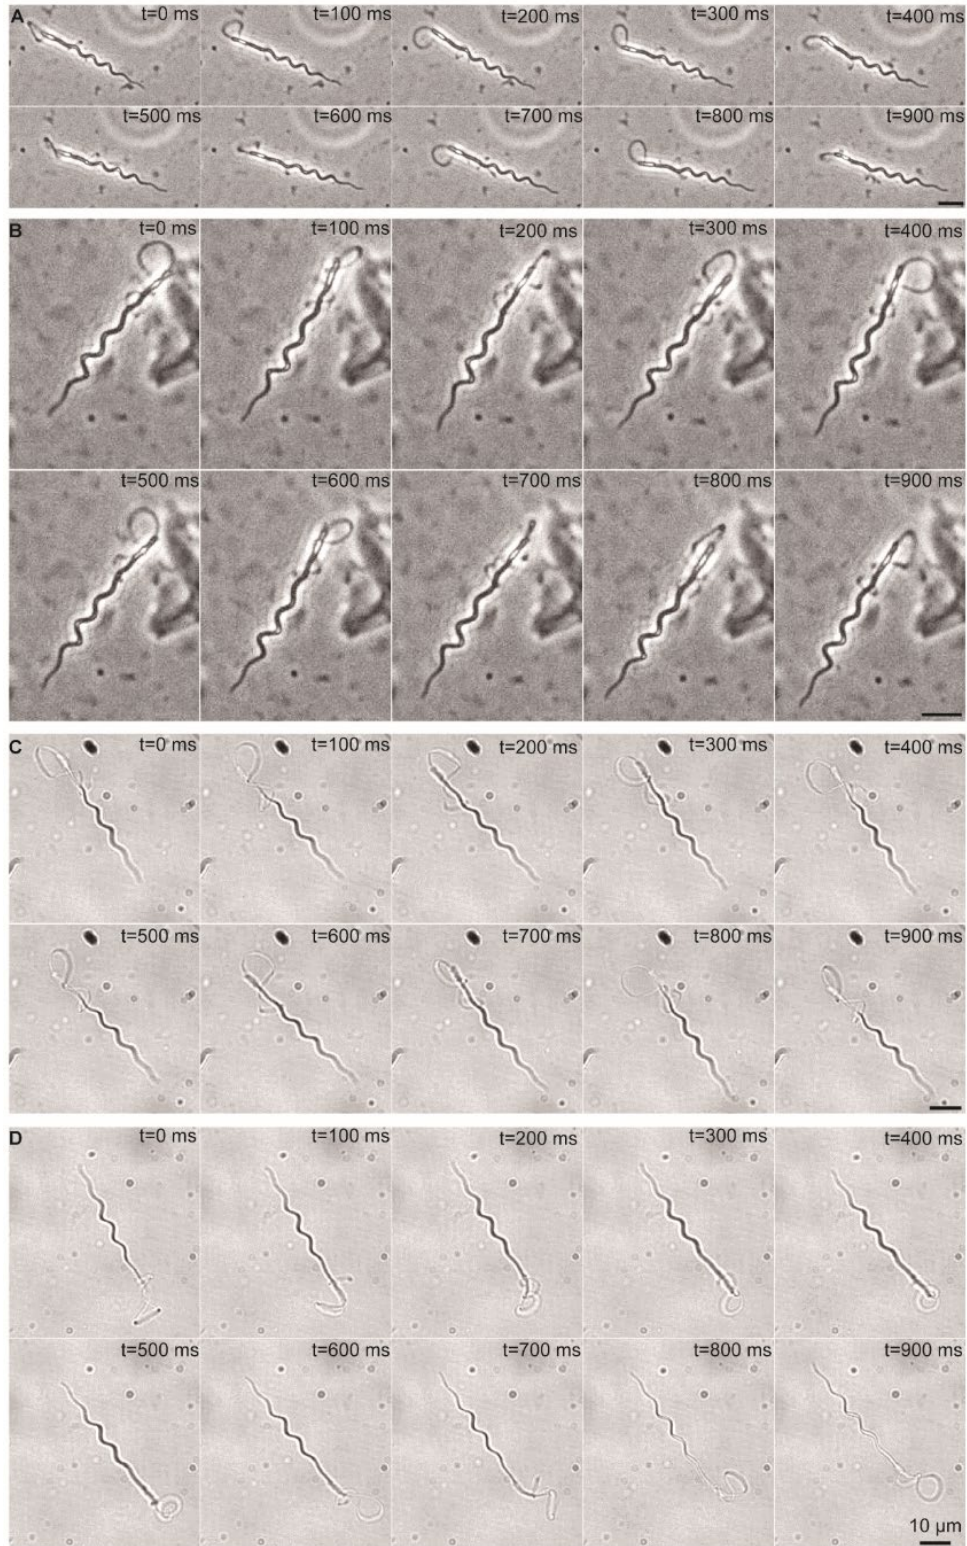 A t=0 ms t=100 ms t=200 ms t=300 ms t=400 ms
t=500 ms t=600 ms t=700 ms t=800 ms t=900 ms
B t=0 ms t=100 ms t=200 ms t=300 ms t=400 ms
t=500 ms t=600 ms t=700 ms t=800 ms t=900 ms
C t=0 ms t=100 ms t=200 ms t=300 ms t=400 ms
t=500 ms t=600 ms t=700 ms t=800 ms t=900 ms
D t=0 ms t=100 ms t=200 ms t=300 ms t=400 ms
t=500 ms t=600 ms t=700 ms t=800 ms t=900 ms
10 µm